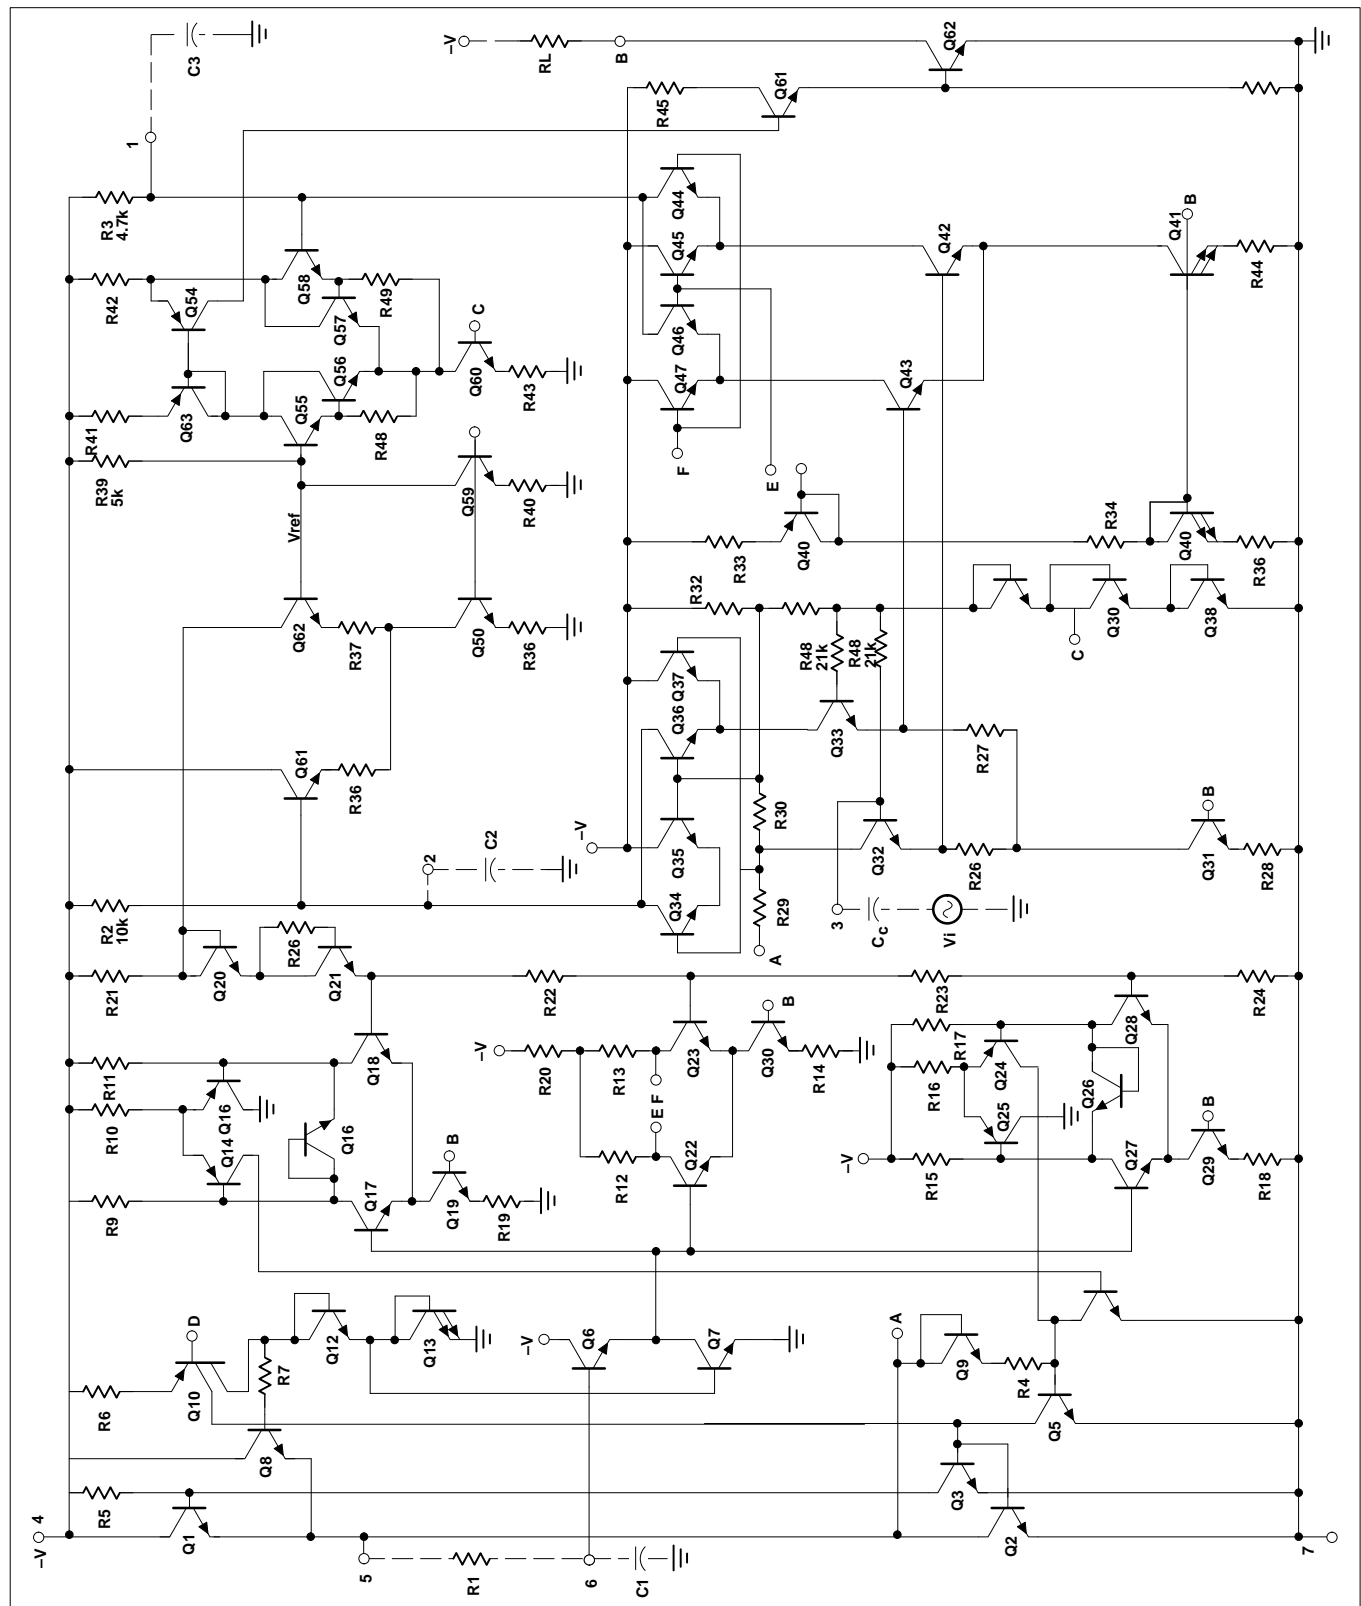 –V 4
R5
Q1
5
R1
6
C1
Q3
Q2
7
R6
Q10
D
R7
Q8
Q12
Q13
–V
Q6
Q7
A
Q9
R4
Q5
R9
R10
R11
Q14
Q16
Q16
Q17
Q18
Q19
B
R19
R12
R13
R20
–V
E
F
Q22
Q23
Q30
B
R14
–V
R15
R16
R17
Q25
Q24
Q26
Q27
Q28
Q29
B
R18
R21
Q20
R26
Q21
R22
R23
R24
R2
10k
2
C2
Q61
R36
Q62
R37
Q50
R36
Vref
–V
Q34
Q35
Q36
Q37
R29
A
R30
R32
3
Cc
Vi
Q32
R26
Q33
R27
R48
21k
R48
21k
Q31
B
R28
C
Q30
Q38
R39
5k
R41
Q63
Q54
R42
R3
4.7k
1
C3
Q55
Q56
Q57
Q58
R48
R49
Q59
R40
Q60
C
R43
R33
Q40
R34
Q40
R36
F
E
Q47
Q46
Q45
Q44
Q43
Q42
Q41
B
R44
–V
RL
B
R45
Q61
Q62